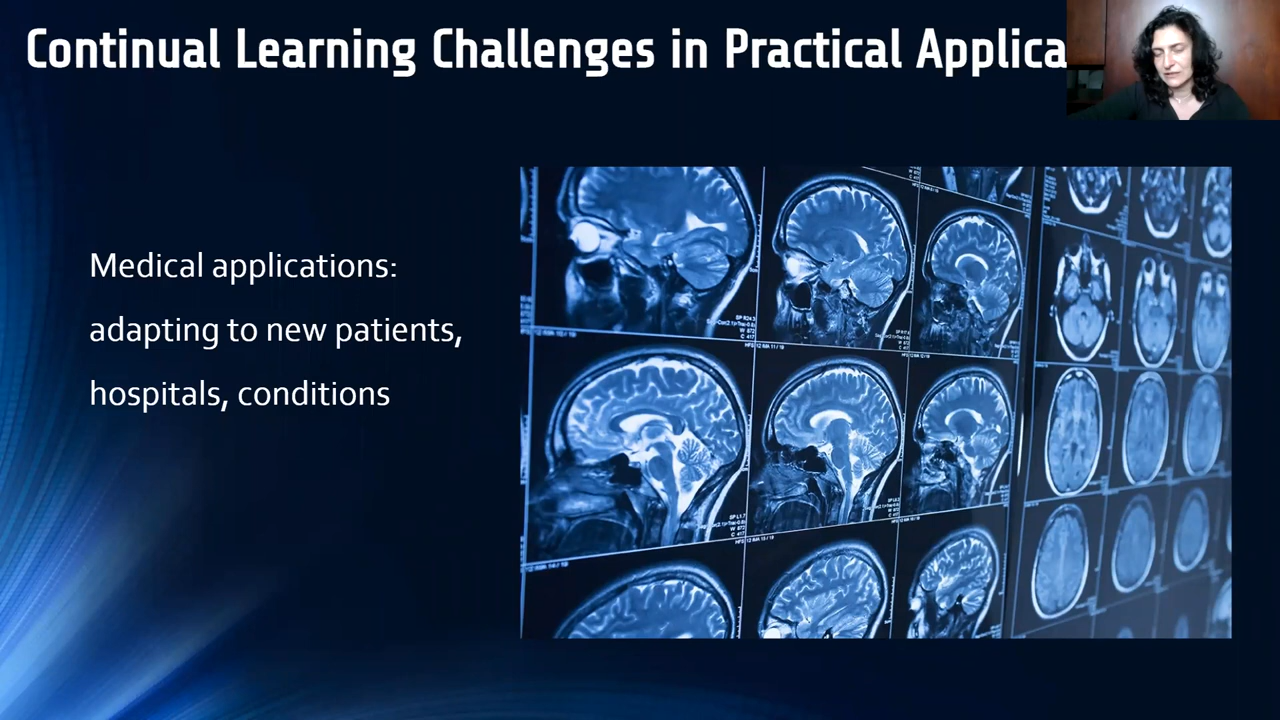 Continual Learning Challenges in Practical Applica
Medical applications:
adapting to new patients,
hospitals, conditions